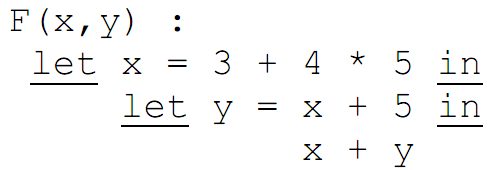 F(x,y) :
let x = 3 + 4 * 5 in
let y = x + 5 in
x + y